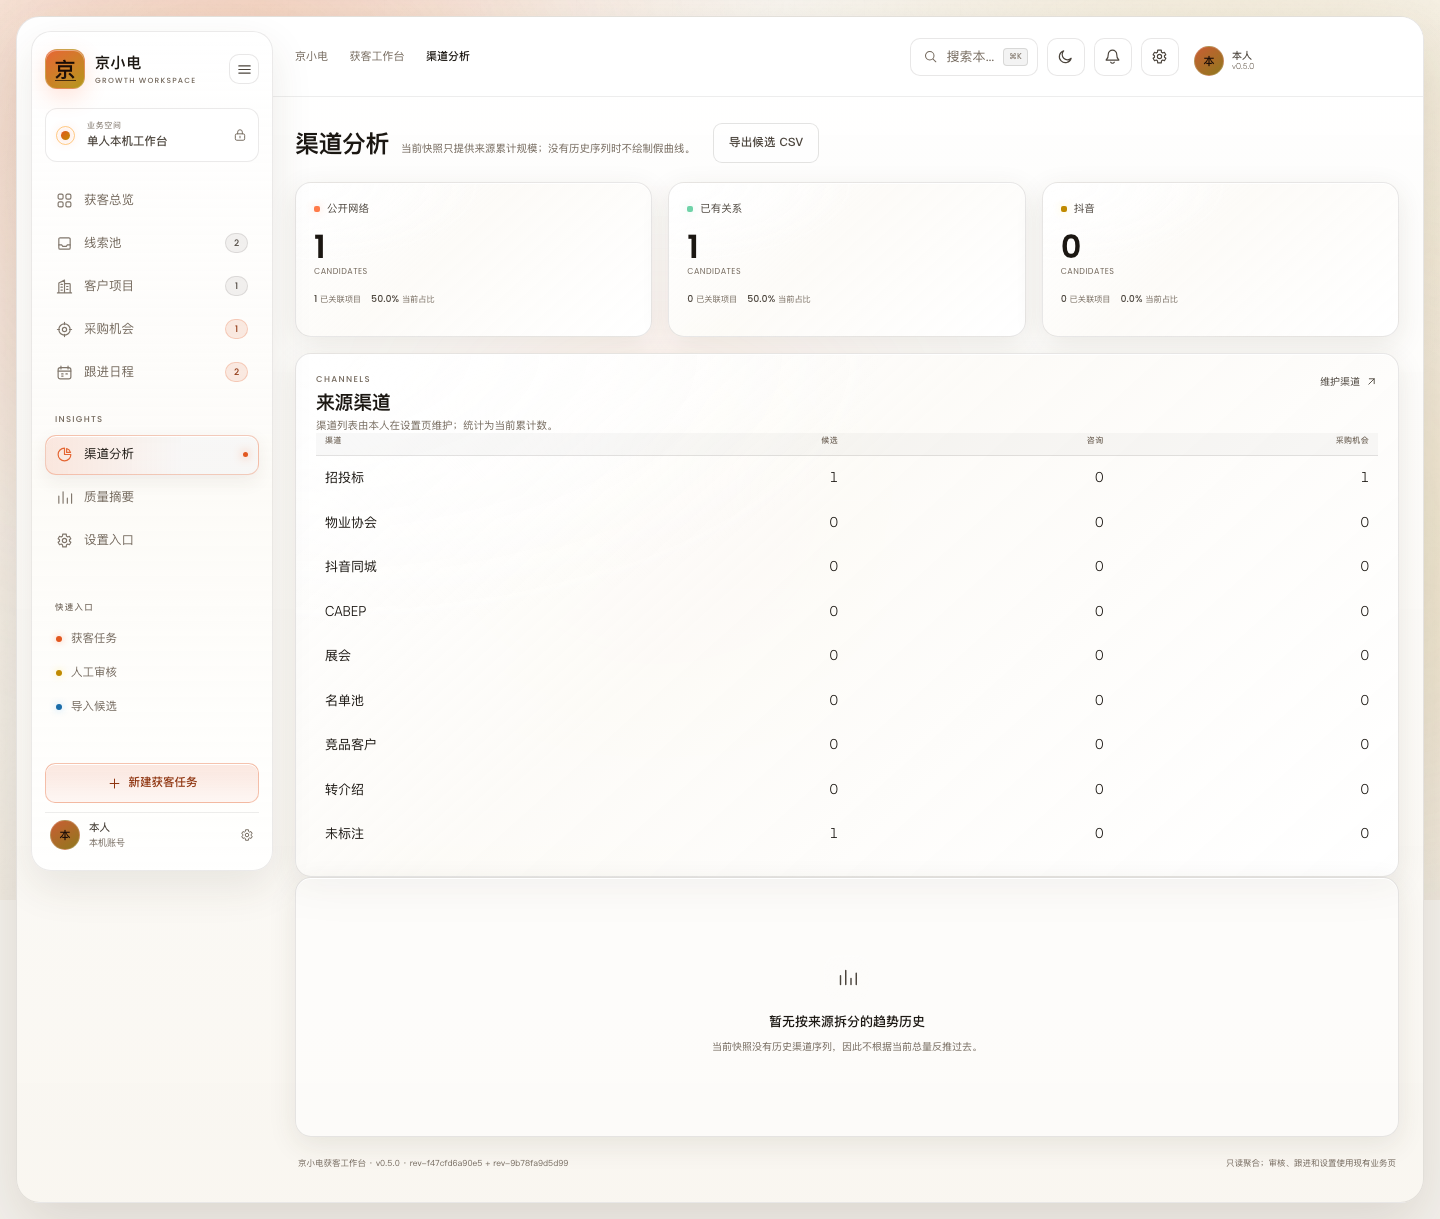 京
京小电
GROWTH WORKSPACE
业务空间
单人本机工作台
获客总览
线索池 2
客户项目 1
采购机会 1
跟进日程 2
INSIGHTS
渠道分析
质量摘要
设置入口
快速入口
获客任务
人工审核
导入候选
新建获客任务
本 本人
本机账号
京小电 获客工作台 渠道分析
搜索本... ⌘K
本 本人
v0.5.0
渠道分析 当前快照只提供来源累计规模；没有历史序列时不绘制假曲线。 导出候选 CSV
公开网络
1
CANDIDATES
1 已关联项目 50.0% 当前占比
已有关系
1
CANDIDATES
0 已关联项目 50.0% 当前占比
抖音
0
CANDIDATES
0 已关联项目 0.0% 当前占比
CHANNELS
来源渠道
渠道列表由本人在设置页维护；统计为当前累计数。
维护渠道
渠道 候选 咨询 采购机会
招投标 1 0 1
物业协会 0 0 0
抖音同城 0 0 0
CABEP 0 0 0
展会 0 0 0
名单池 0 0 0
竞品客户 0 0 0
转介绍 0 0 0
未标注 1 0 0
暂无按来源拆分的趋势历史
当前快照没有历史渠道序列，因此不根据当前总量反推过去。
京小电获客工作台 · v0.5.0 · rev-f47cfd6a90e5 + rev-9b78fa9d5d99
只读聚合；审核、跟进和设置使用现有业务页